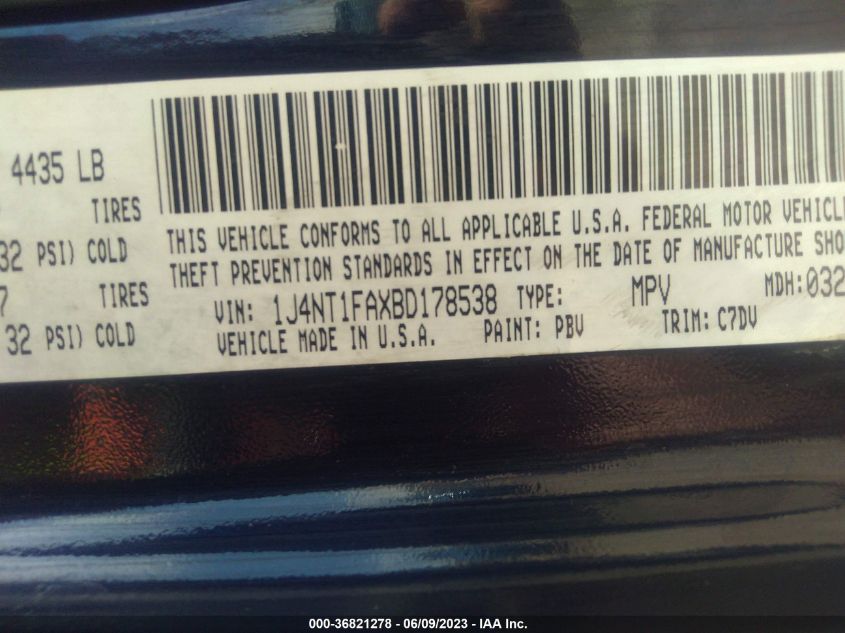 4435 LB
TIRES
32 PSI) COLD
7 TIRES
32 PSI) COLD
THIS VEHICLE CONFORMS TO ALL APPLICABLE U.S.A. FEDERAL MOTOR VEHICLE
THEFT PREVENTION STANDARDS IN EFFECT ON THE DATE OF MANUFACTURE SHO
VIN: 1J4NT1FAXBD178538 TYPE: MPV MDH: 032
VEHICLE MADE IN U.S.A. PAINT: PBV TRIM: C7DV
000-36821278 - 06/09/2023 - IAA Inc.